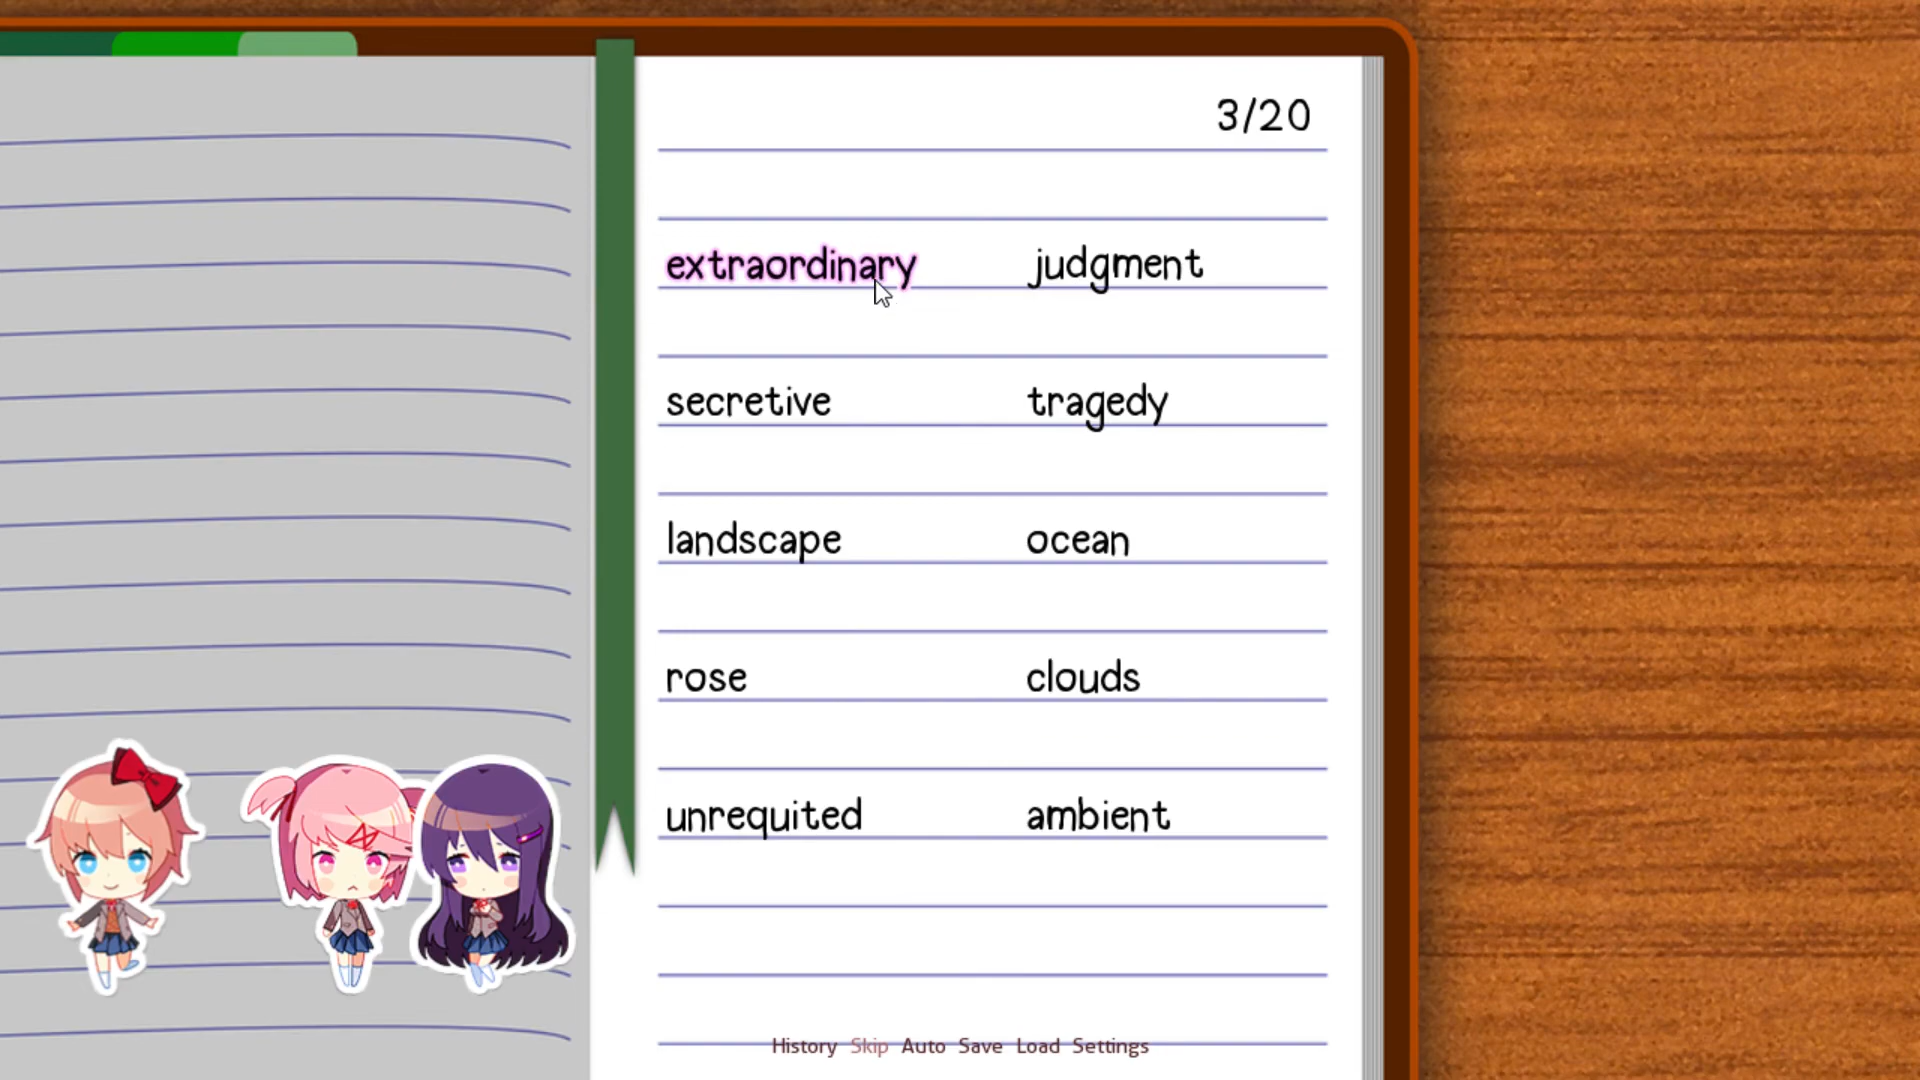 3/20
extraordinary judgment
secretive tragedy
landscape ocean
rose clouds
unrequited ambient
History Skip Auto Save Load Settings